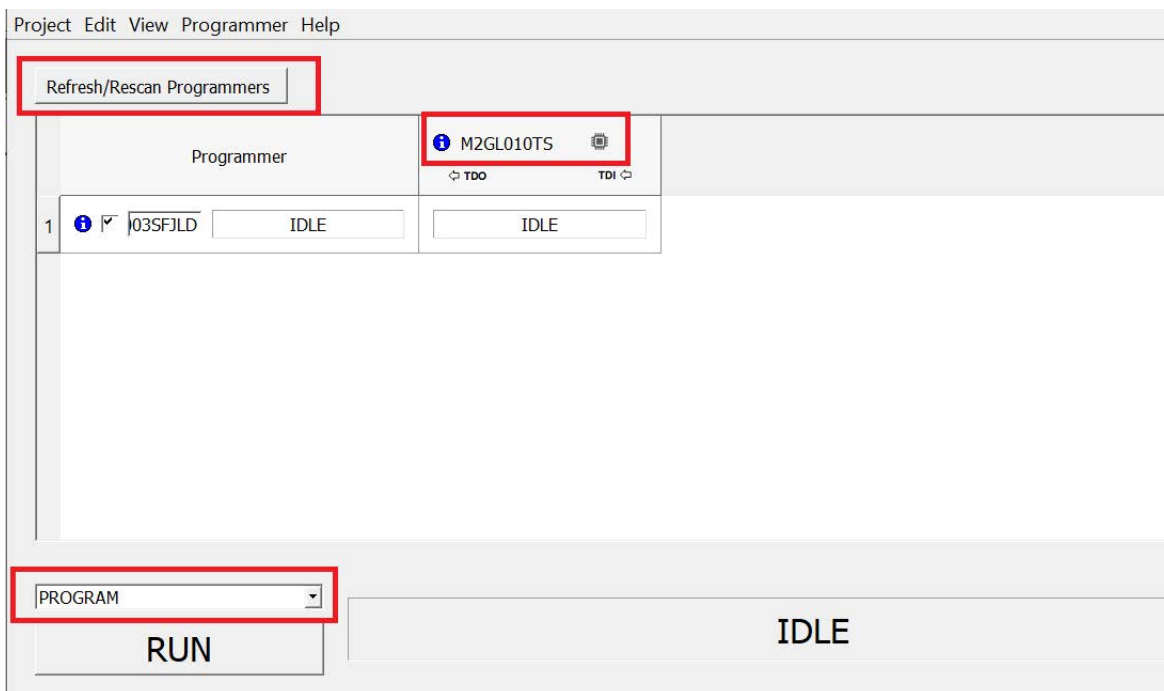 Project Edit View Programmer Help
Refresh/Rescan Programmers
Programmer
M2GL010TS
TDO TDI
1 03SFJLD IDLE IDLE
PROGRAM
RUN
IDLE